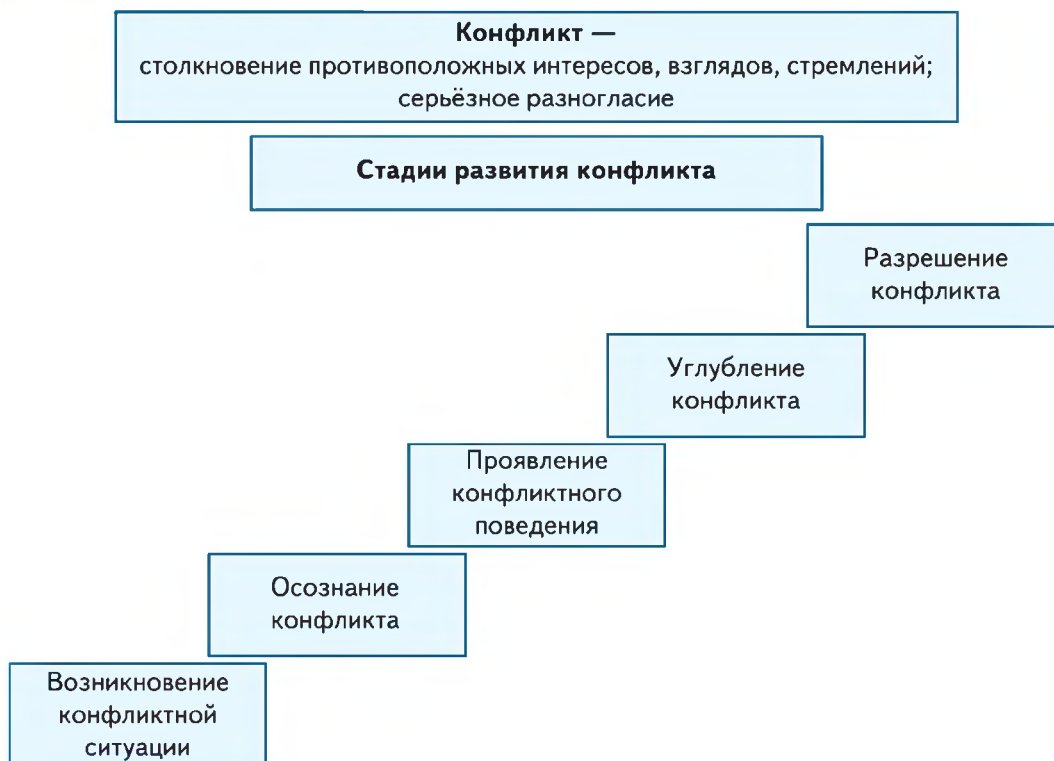 Конфликт —
столкновение противоположных интересов, взглядов, стремлений;
серьёзное разногласие
Стадии развития конфликта
Разрешение
конфликта
Углубление
конфликта
Проявление
конфликтного
поведения
Осознание
конфликта
Возникновение
конфликтной
ситуации